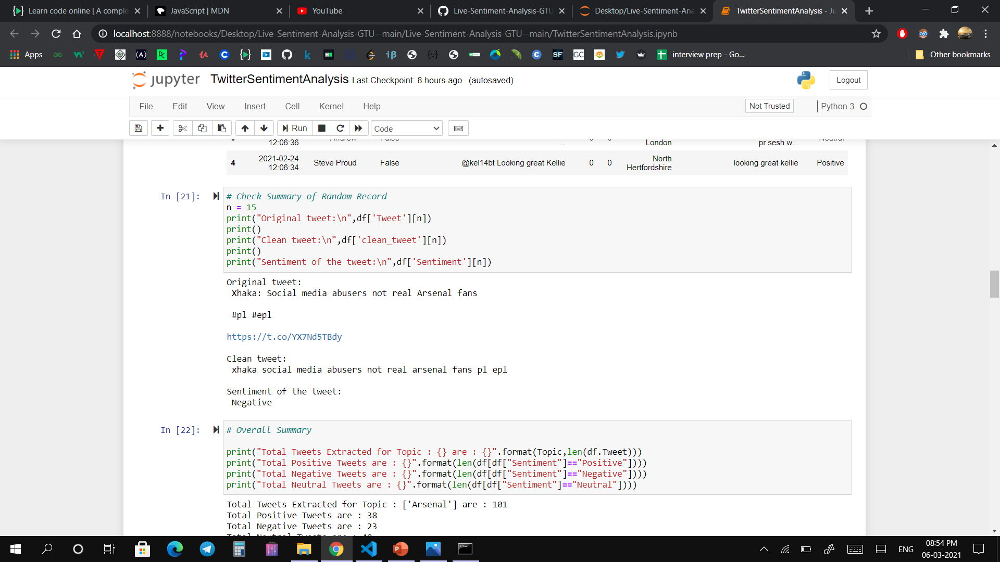 Learn code online | A comple
JavaScript | MDN
YouTube
Live-Sentiment-Analysis-GTU
Desktop/Live-Sentiment-Ana
TwitterSentimentAnalysis - Ju
localhost:8888/notebooks/Desktop/Live-Sentiment-Analysis-GTU--main/Live-Sentiment-Analysis-GTU--main/TwitterSentimentAnalysis.ipynb
Apps
interview prep - Go...
Other bookmarks
jupyter TwitterSentimentAnalysis Last Checkpoint: 8 hours ago (autosaved)
Logout
File Edit View Insert Cell Kernel Help
Not Trusted
Python 3
Run
Code
12:06:36 ... London pr sesh w...
4 2021-02-24 12:06:34 Steve Proud False @kel14bt Looking great Kellie 0 0 North Hertfordshire looking great kellie Positive
In [21]:
# Check Summary of Random Record
n = 15
print("Original tweet:\n",df['Tweet'][n])
print()
print("Clean tweet:\n",df['clean_tweet'][n])
print()
print("Sentiment of the tweet:\n",df['Sentiment'][n])
Original tweet:
Xhaka: Social media abusers not real Arsenal fans
#pl #epl
https://t.co/YX7Nd5TBdy
Clean tweet:
xhaka social media abusers not real arsenal fans pl epl
Sentiment of the tweet:
Negative
In [22]:
# Overall Summary
print("Total Tweets Extracted for Topic : {} are : {}".format(Topic,len(df.Tweet)))
print("Total Positive Tweets are : {}".format(len(df[df["Sentiment"]=="Positive"])))
print("Total Negative Tweets are : {}".format(len(df[df["Sentiment"]=="Negative"])))
print("Total Neutral Tweets are : {}".format(len(df[df["Sentiment"]=="Neutral"])))
Total Tweets Extracted for Topic : ['Arsenal'] are : 101
Total Positive Tweets are : 38
Total Negative Tweets are : 23
ENG
08:54 PM
06-03-2021